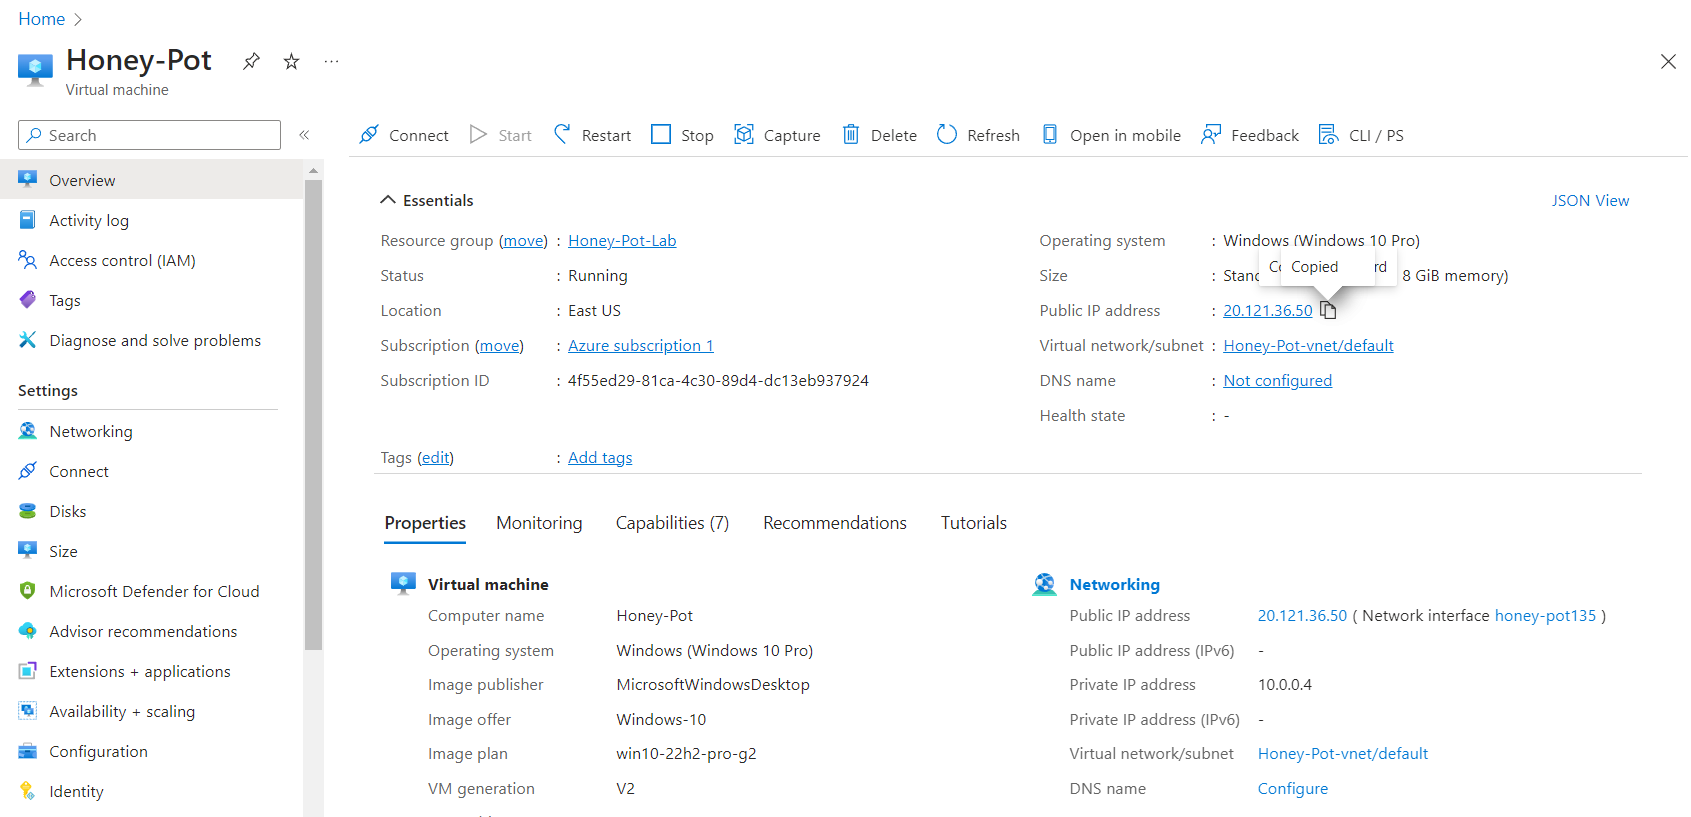 Home
Honey-Pot
Virtual machine
Search
Connect Start Restart Stop Capture Delete Refresh Open in mobile Feedback CLI / PS
Overview
Activity log
Access control (IAM)
Tags
Diagnose and solve problems
Settings
Networking
Connect
Disks
Size
Microsoft Defender for Cloud
Advisor recommendations
Extensions + applications
Availability + scaling
Configuration
Identity
Essentials
JSON View
Resource group (move) : Honey-Pot-Lab
Status : Running
Location : East US
Subscription (move) : Azure subscription 1
Subscription ID : 4f55ed29-81ca-4c30-89d4-dc13eb937924
Operating system : Windows (Windows 10 Pro)
Copied
Size : 8 GiB memory)
Public IP address : 20.121.36.50
Virtual network/subnet : Honey-Pot-vnet/default
DNS name : Not configured
Health state : -
Tags (edit) : Add tags
Properties Monitoring Capabilities (7) Recommendations Tutorials
Virtual machine
Computer name Honey-Pot
Operating system Windows (Windows 10 Pro)
Image publisher MicrosoftWindowsDesktop
Image offer Windows-10
Image plan win10-22h2-pro-g2
VM generation V2
Networking
Public IP address 20.121.36.50 ( Network interface honey-pot135 )
Public IP address (IPv6) -
Private IP address 10.0.0.4
Private IP address (IPv6) -
Virtual network/subnet Honey-Pot-vnet/default
DNS name Configure